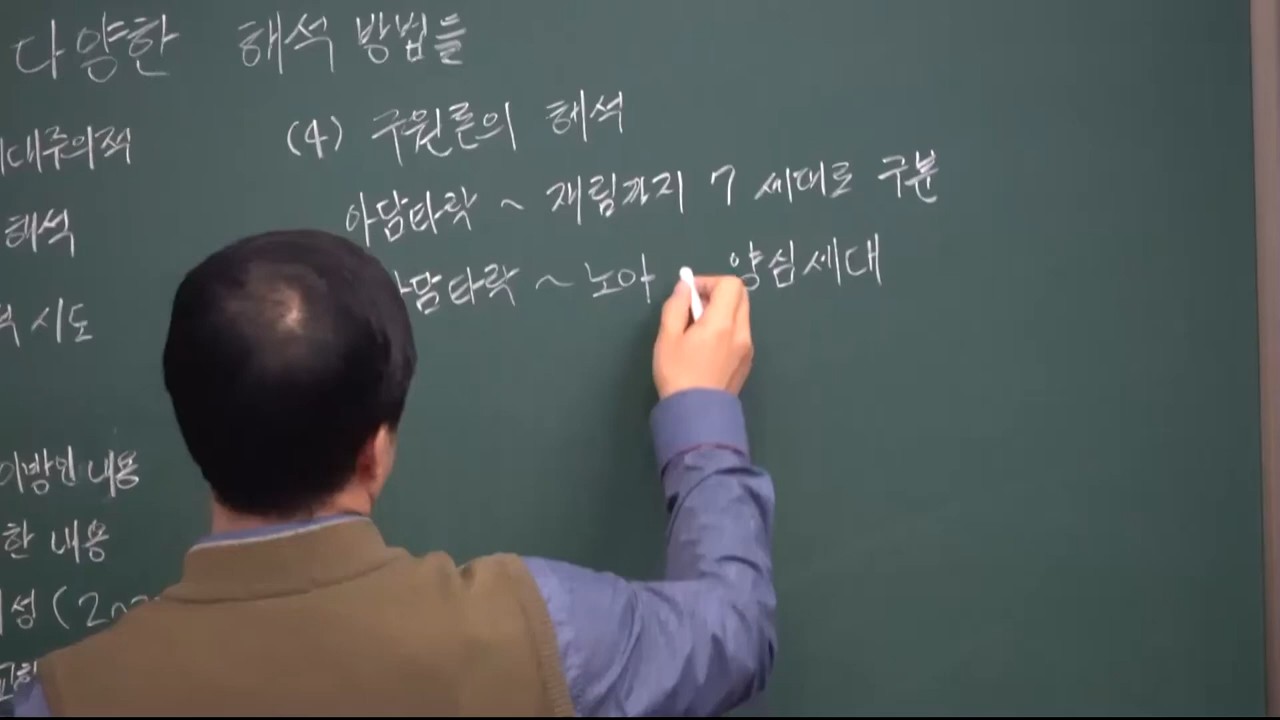 다양한 해석 방법들
대주의적
해석
시도
이방인 내용
한 내용
성 (2
(4) 구원론의 해석
아담타락 ~ 재림까지 7 세대로 구분
담타락 ~ 노아 양심세대